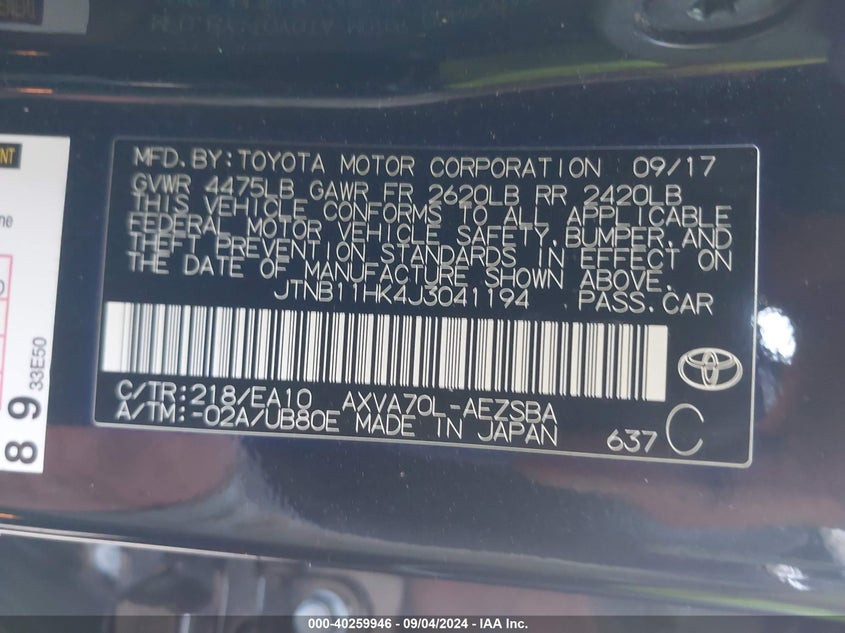 MFD.BY:TOYOTA MOTOR CORPORATION 09/17
GVWR 4475LB GAWR FR 2620LB RR 2420LB
THIS VEHICLE CONFORMS TO ALL APPLICABLE
FEDERAL MOTOR VEHICLE SAFETY,BUMPER,AND
THEFT PREVENTION STANDARDS IN EFFECT ON
THE DATE OF MANUFACTURE SHOWN ABOVE.
JTNB11HK4J3041194 PASS.CAR
C/TR:218/EA10 AXVA70L-AEZSBA
A/TM:-02A/UB80E MADE IN JAPAN
637 C
89
33E50
000-40259946 - 09/04/2024 - IAA Inc.